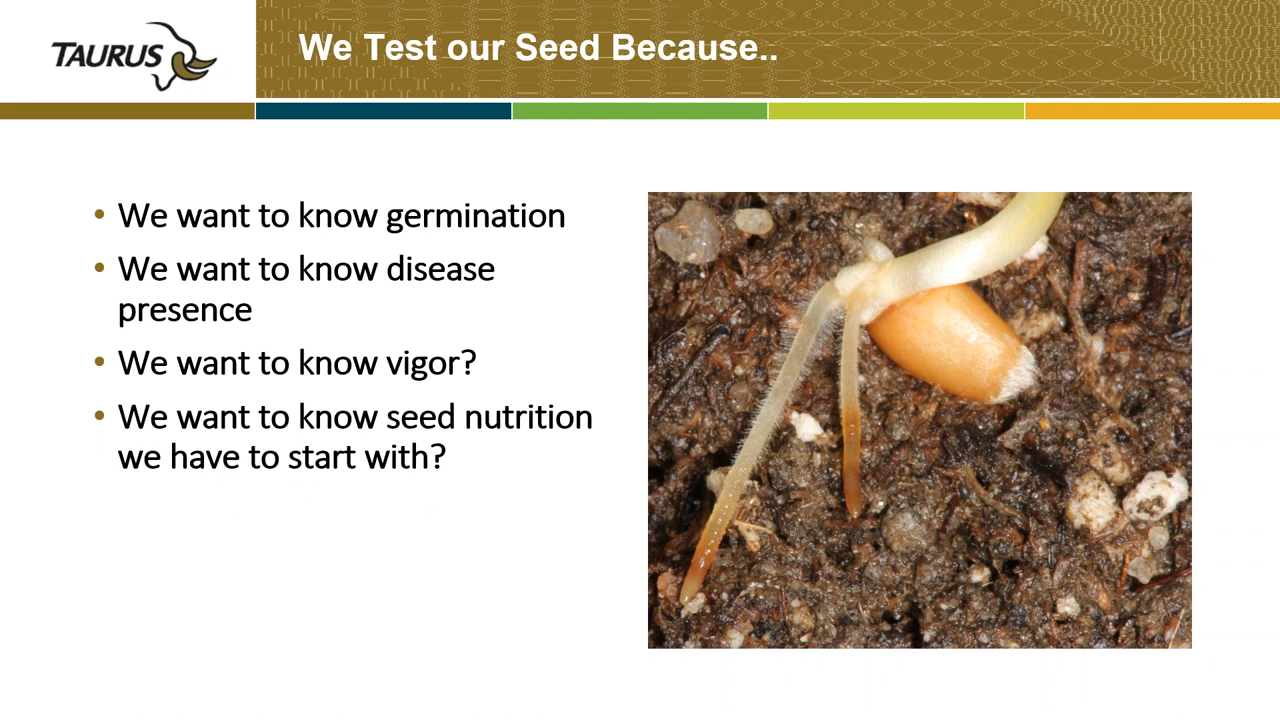 TAURUS
We Test our Seed Because..
• We want to know germination
• We want to know disease
presence
• We want to know vigor?
• We want to know seed nutrition
we have to start with?